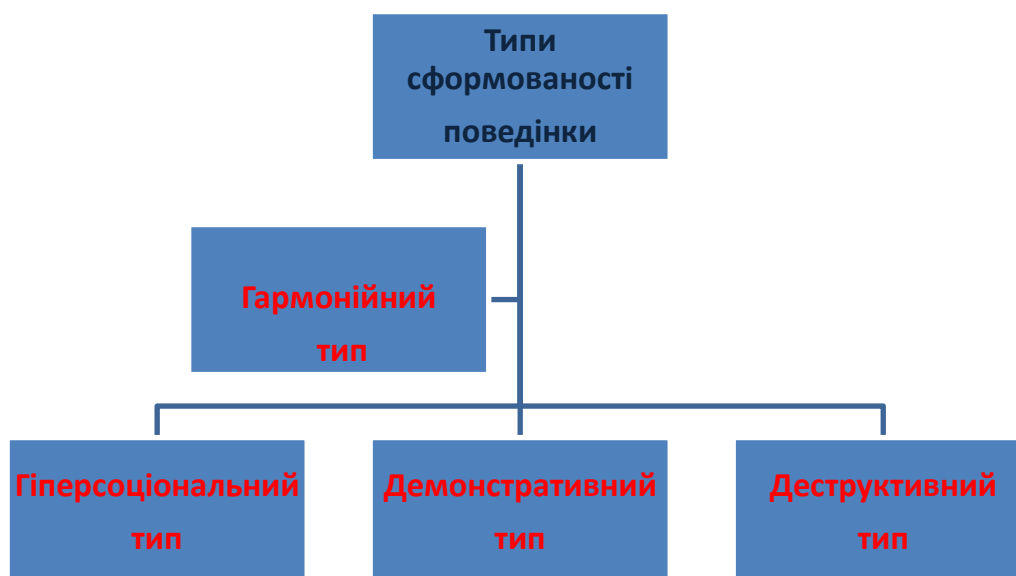 Типи
сформованості
поведінки
Гармонійний
тип
Гіперсоціональний
тип
Демонстративний
тип
Деструктивний
тип